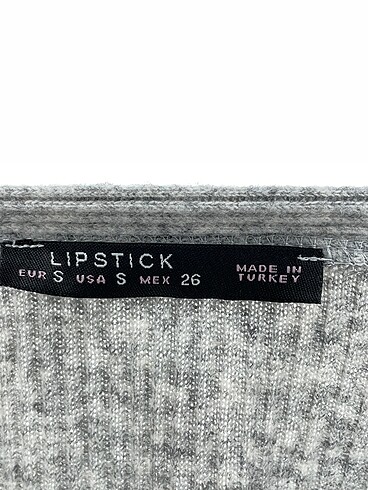 LIPSTICK
EUR S USA S MEX 26
MADE IN
TURKEY